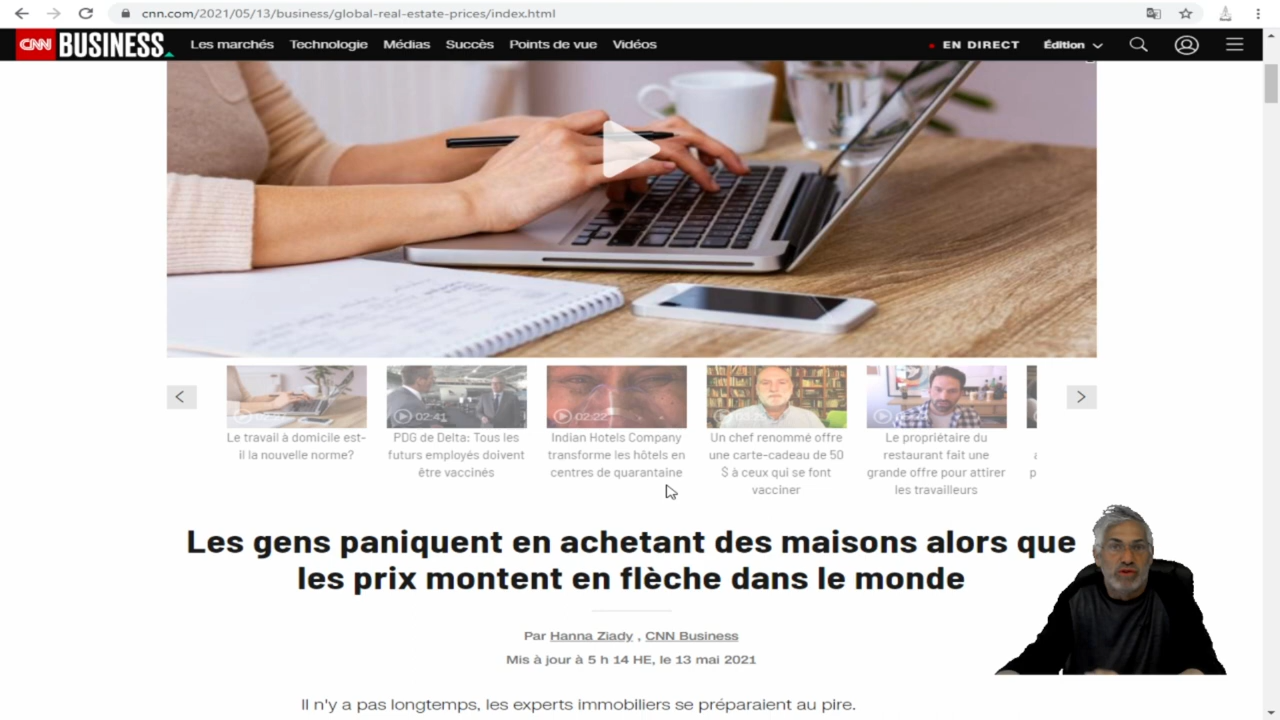 cnn.com/2021/05/13/business/global-real-estate-prices/index.html
CNN BUSINESS Les marchés Technologie Médias Succès Points de vue Vidéos EN DIRECT Édition
02:41
02:22
Le travail à domicile est-
il la nouvelle norme?
PDG de Delta: Tous les
futurs employés doivent
être vaccinés
Indian Hotels Company
transforme les hôtels en
centres de quarantaine
Un chef renommé offre
une carte-cadeau de 50
$ à ceux qui se font
vacciner
Le propriétaire du
restaurant fait une
grande offre pour attirer
les travailleurs
Les gens paniquent en achetant des maisons alors que
les prix montent en flèche dans le monde
Par Hanna Ziady , CNN Business
Mis à jour à 5 h 14 HE, le 13 mai 2021
Il n'y a pas longtemps, les experts immobiliers se préparaient au pire.